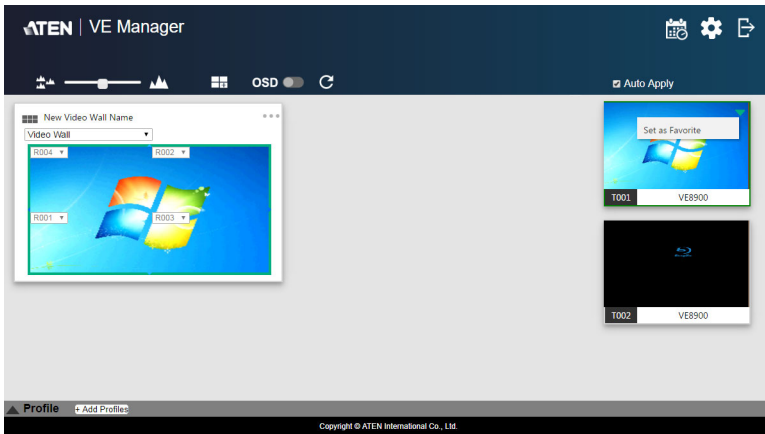 ATEN VE Manager
OSD
Auto Apply
New Video Wall Name
Video Wall
R004
R002
R001
R003
Set as Favorite
T001 VE8900
T002 VE8900
Profile + Add Profiles
Copyright © ATEN International Co., Ltd.